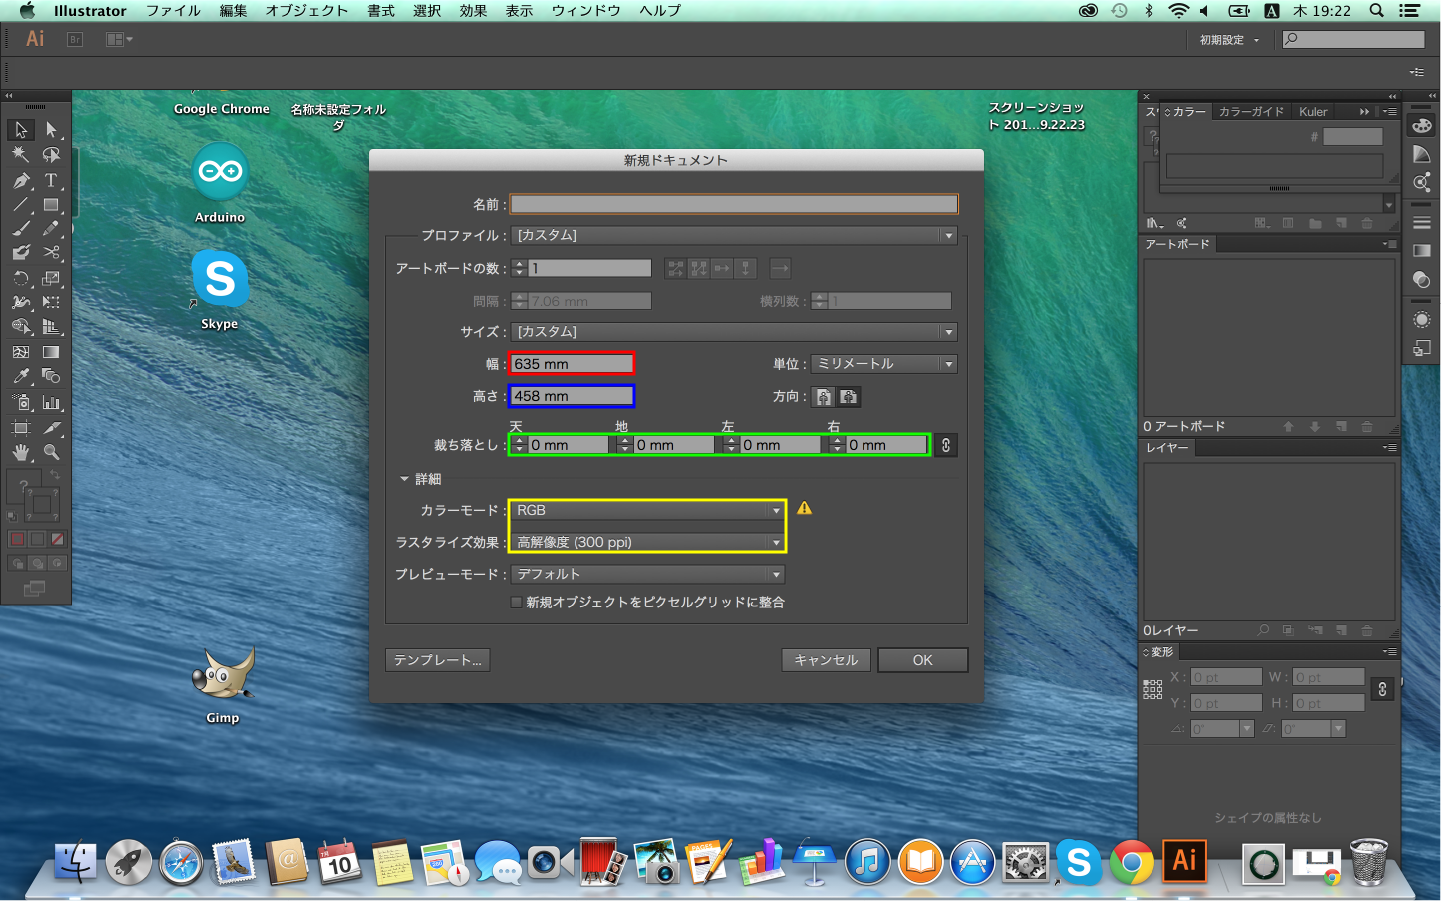 Illustrator ファイル 編集 オブジェクト 書式 選択 効果 表示 ウィンドウ ヘルプ A 木 19:22
Ai Br 初期設定
Google Chrome
名称未設定フォル
ダ
スクリーンショッ
ト 201...9.22.23
カラー カラーガイド Kuler
#
Arduino
Skype
Gimp
新規ドキュメント
名前 :
プロファイル : [カスタム]
アートボードの数 : 1
間隔 : 7.06 mm 横列数 : 1
サイズ : [カスタム]
幅 : 635 mm 単位 : ミリメートル
高さ : 458 mm 方向 :
天 地 左 右
裁ち落とし : 0 mm 0 mm 0 mm 0 mm
詳細
カラーモード : RGB
ラスタライズ効果 : 高解像度 (300 ppi)
プレビューモード : デフォルト
新規オブジェクトをピクセルグリッドに整合
テンプレート... キャンセル OK
アートボード
0 アートボード
レイヤー
0レイヤー
変形
X : 0 pt W : 0 pt
Y : 0 pt H : 0 pt
0° 0°
シェイプの属性なし
10
PAGES
Ai